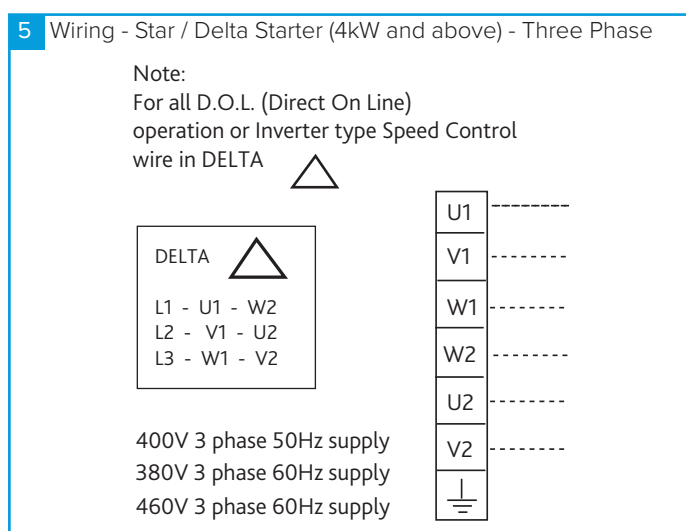 5 Wiring - Star / Delta Starter (4kW and above) - Three Phase
Note:
For all D.O.L. (Direct On Line)
operation or Inverter type Speed Control
wire in DELTA
DELTA
L1 - U1 - W2
L2 - V1 - U2
L3 - W1 - V2
400V 3 phase 50Hz supply
380V 3 phase 60Hz supply
460V 3 phase 60Hz supply
U1
V1
W1
W2
U2
V2